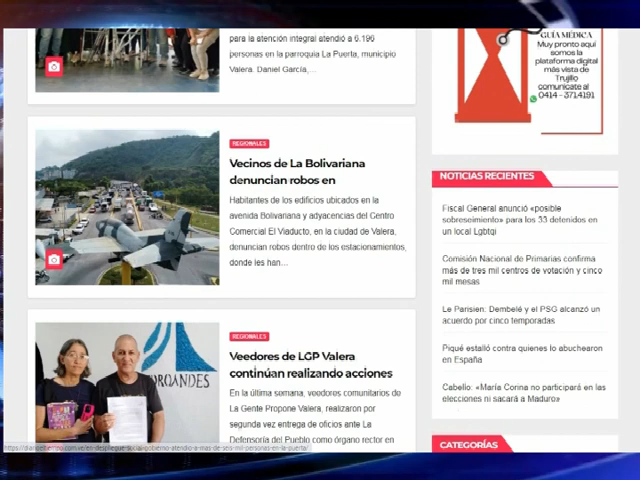 para la atención integral atendió a 6.196
personas en la parroquia La Puerta, municipio
Valera. Daniel García,...
REGIONALES
Vecinos de La Bolivariana
denuncian robos en
Habitantes de los edificios ubicados en la
avenida Bolivariana y adyacencias del Centro
Comercial El Viaducto, en la ciudad de Valera,
denuncian robos dentro de los estacionamientos,
donde les han...
REGIONALES
Veedores de LGP Valera
continúan realizando acciones
En la última semana, veedores comunitarios de
La Gente Propone Valera, realizaron por
segunda vez entrega de oficios ante La
Defensoría del Pueblo como órgano rector en
DROANDES
GUÍA MÉDICA
Muy pronto aquí
somos la
plataforma digital
más vista de
Trujillo
comunícate al
0414 - 371.4191
NOTICIAS RECIENTES
Fiscal General anunció «posible
sobreseimiento» para los 33 detenidos en
un local Lgbtqi
Comisión Nacional de Primarias confirma
más de tres mil centros de votación y cinco
mil mesas
Le Parisien: Dembelé y el PSG alcanzó un
acuerdo por cinco temporadas
Piqué estalló contra quienes lo abuchearon
en España
Cabello: «María Corina no participará en las
elecciones ni sacará a Maduro»
CATEGORÍAS